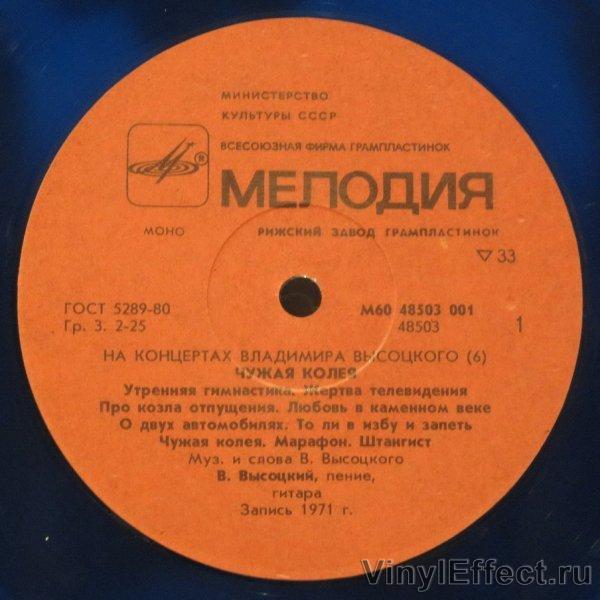 МИНИСТЕРСТВО
КУЛЬТУРЫ СССР
ВСЕСОЮЗНАЯ ФИРМА ГРАМПЛАСТИНОК
МЕЛОДИЯ
®
МОНО РИЖСКИЙ ЗАВОД ГРАМПЛАСТИНОК
▽ 33
ГОСТ 5289-80 М60 48503 001
Гр. 3. 2-25 48503 1
НА КОНЦЕРТАХ ВЛАДИМИРА ВЫСОЦКОГО (6)
ЧУЖАЯ КОЛЕЯ
Утренняя гимнастика. Жертва телевидения
Про козла отпущения. Любовь в каменном веке
О двух автомобилях. То ли в избу и запеть
Чужая колея. Марафон. Штангист
Муз. и слова В. Высоцкого
В. Высоцкий, пение,
гитара
Запись 1971 г.
VinylEffect.ru